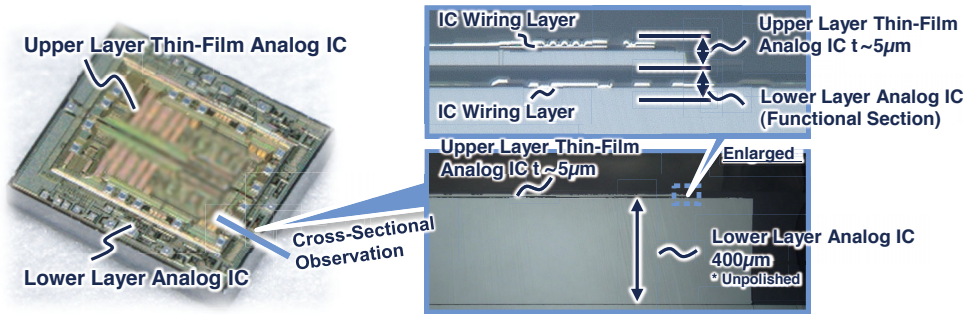 Upper Layer Thin-Film Analog IC
Lower Layer Analog IC
Cross-Sectional
Observation
IC Wiring Layer
IC Wiring Layer
Upper Layer Thin-Film
Analog IC t~5µm
Lower Layer Analog IC
(Functional Section)
Enlarged
Upper Layer Thin-Film
Analog IC t~5µm
Lower Layer Analog IC
400µm
* Unpolished